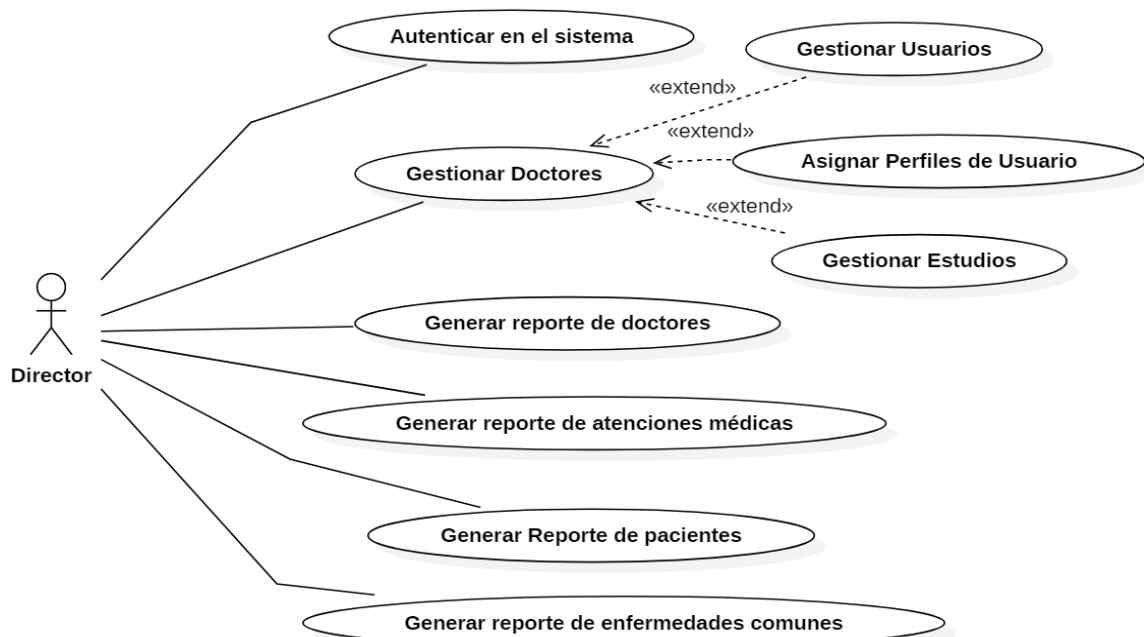 Autenticar en el sistema
Gestionar Usuarios
«extend»
«extend»
Asignar Perfiles de Usuario
Gestionar Doctores
«extend»
Gestionar Estudios
Generar reporte de doctores
Director
Generar reporte de atenciones médicas
Generar Reporte de pacientes
Generar reporte de enfermedades comunes